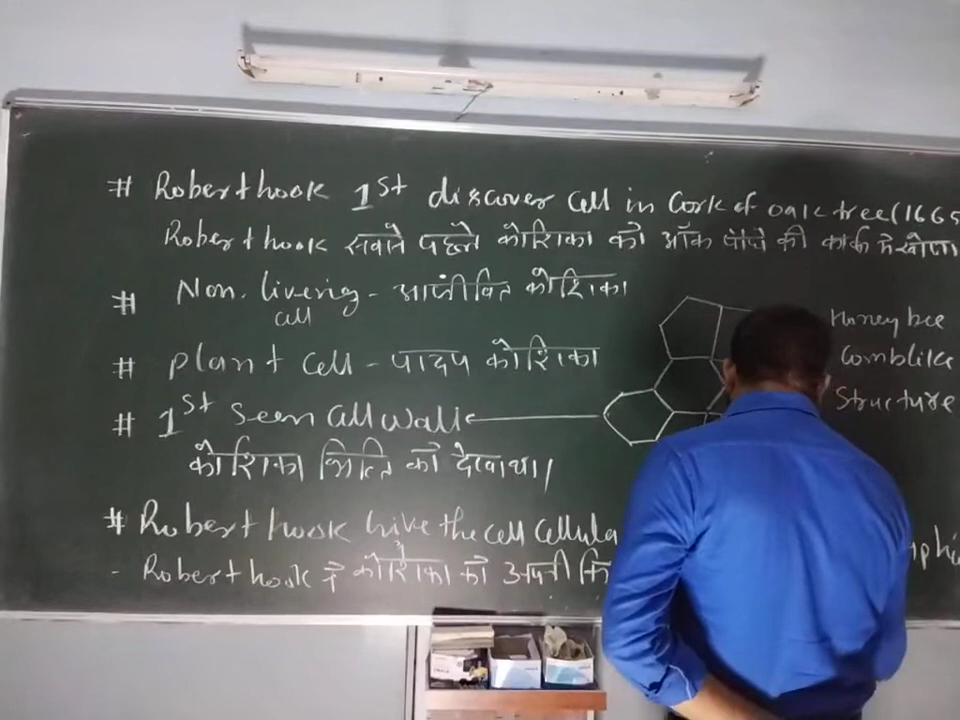 # Robert hook 1st discover cell in Cork of oak tree (1665
Robert hook सबसे पहले कोशिका को ऑक पौधे की कार्क में खोजा
# Non. livering - आजीवित कोशिका
cell
# plant cell - पादप कोशिका
# 1st Seen cell wall
कोशिका भित्ति को देखा था।
Honey bee
Comblike
Structure
# Robert hook give the cell Cellula
- Robert hook ने कोशिका को अपनी